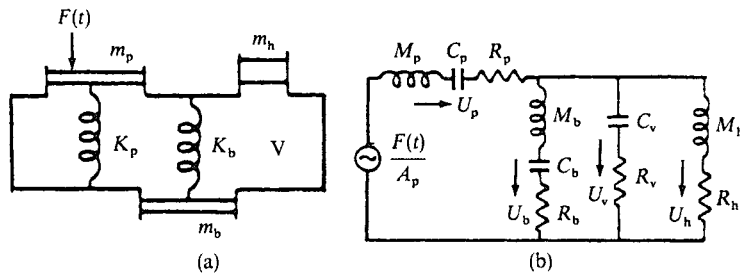 F(t)
m_p
m_h
K_p
K_b
V
m_b
(a)
M_p
C_p
R_p
U_p
F(t)
A_p
M_b
C_b
R_b
U_b
C_v
R_v
U_v
R_h
U_h
(b)